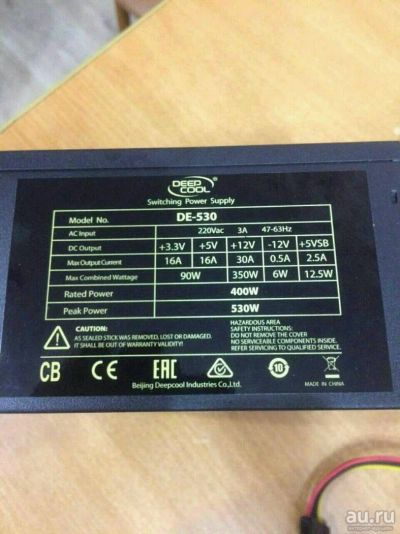 DEEP
COOL ®
Switching Power Supply
Model No. DE-530
AC Input 220Vac 3A 47-63Hz
DC Output +3.3V +5V +12V -12V +5VSB
Max Output Current 16A 16A 30A 0.5A 2.5A
Max Combined Wattage 90W 350W 6W 12.5W
Rated Power 400W
Peak Power 530W
CAUTION:
AS SEALED STICK WAS REMOVED, LOST OR DAMAGED.
IT SHALL BE OUT OF WARRANTY VALIDITY.
HAZARDOUS AREA
SAFETY INSTRUCTIONS:
DO NOT REMOVE THE COVER
NO SERVICEABLE COMPONENTS INSIDE.
REFER SERVICING TO QUALIFIED SERVICE.
CB CE EAC 10
MADE IN CHINA
Beijing Deepcool Industries Co.,Ltd.
au.ru